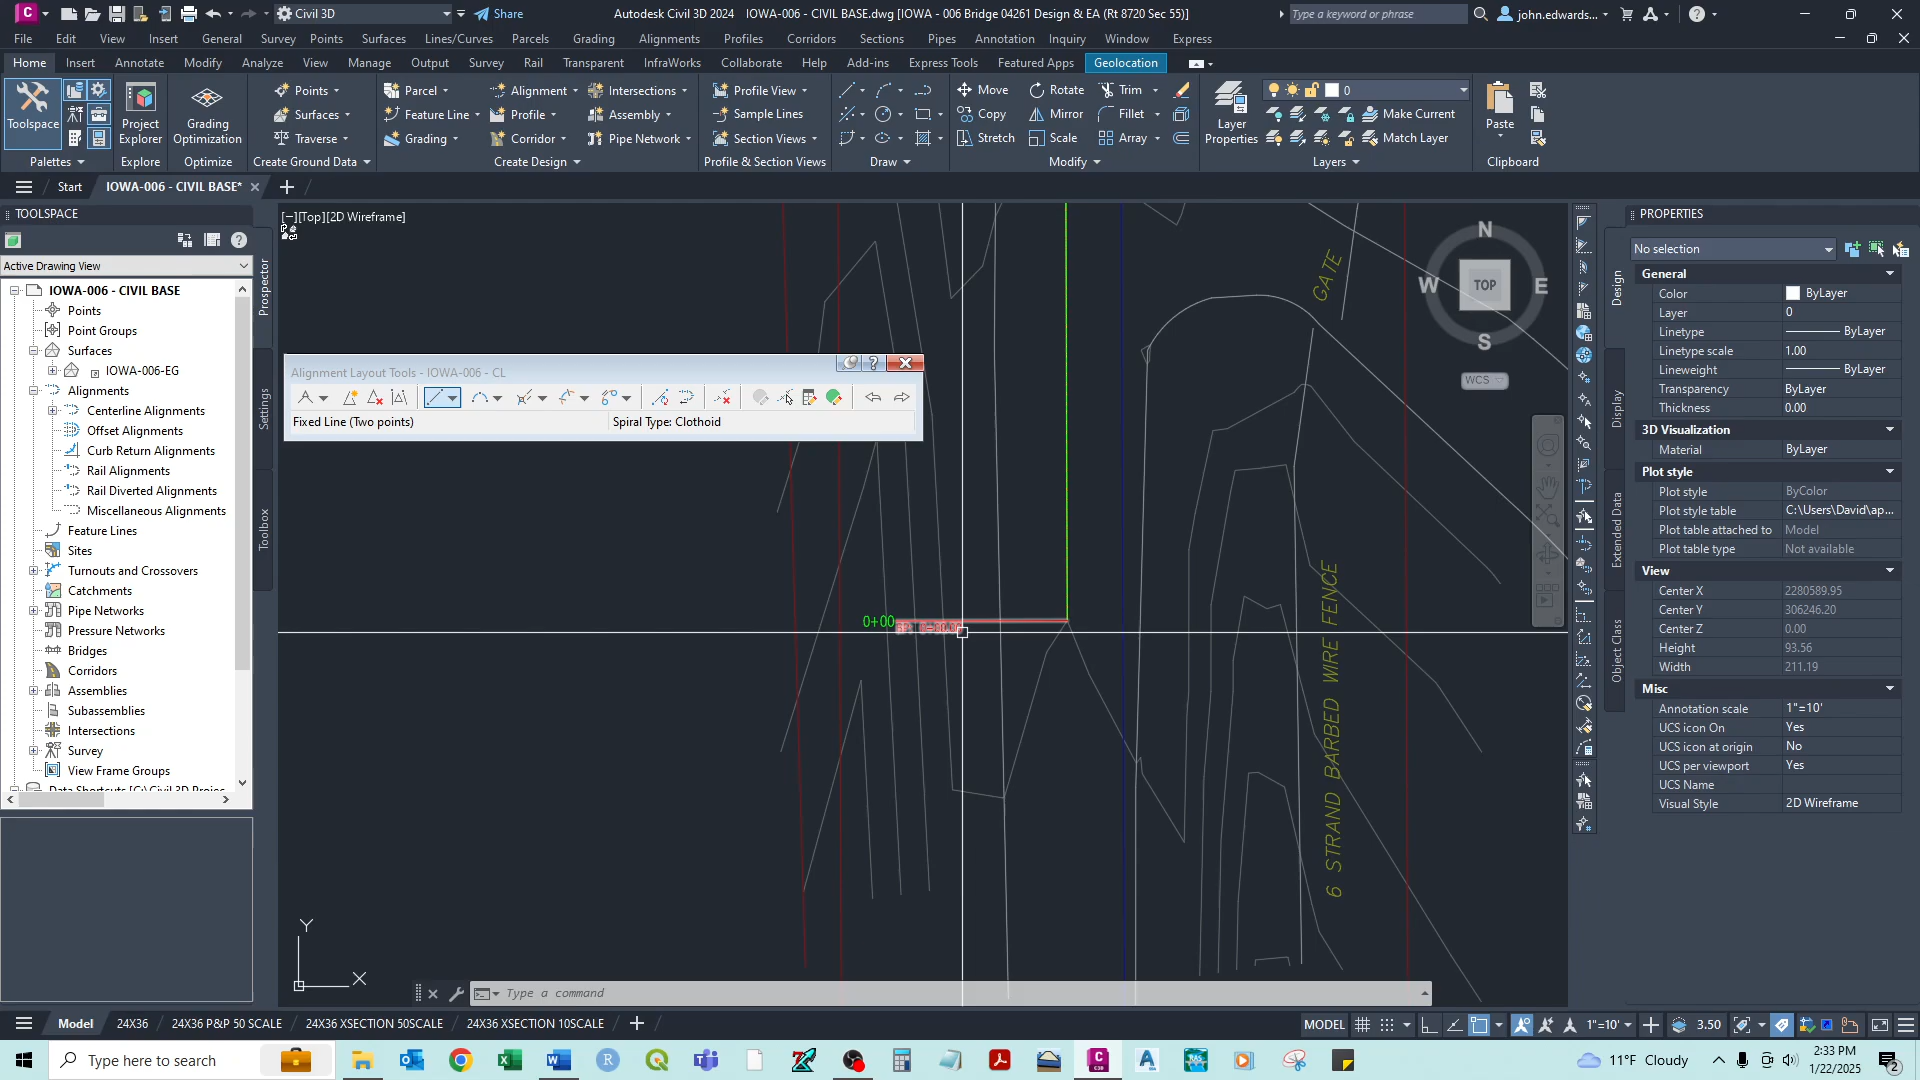 Civil 3D
Share
Autodesk Civil 3D 2024 IOWA-006 - CIVIL BASE.dwg [IOWA - 006 Bridge 04261 Design & EA (Rt 8720 Sec 55)]
Type a keyword or phrase
john.edwards...
File Edit View Insert General Survey Points Surfaces Lines/Curves Parcels Grading Alignments Profiles Corridors Sections Pipes Annotation Inquiry Window Express
Home Insert Annotate Modify Analyze View Manage Output Survey Rail Transparent InfraWorks Collaborate Help Add-ins Express Tools Featured Apps Geolocation
Points Parcel Alignment Intersections Profile View Move Rotate Trim 0
Surfaces Feature Line Profile Assembly Sample Lines Copy Mirror Fillet Make Current
Toolspace Project Explorer Grading Optimization Layer Properties Paste
Traverse Grading Corridor Pipe Network Section Views Stretch Scale Array Match Layer
Palettes Explore Optimize Create Ground Data Create Design Profile & Section Views Draw Modify Layers Clipboard
Start IOWA-006 - CIVIL BASE*
TOOLSPACE
Active Drawing View
IOWA-006 - CIVIL BASE
Points
Point Groups
Surfaces
IOWA-006-EG
Alignments
Centerline Alignments
Offset Alignments
Curb Return Alignments
Rail Alignments
Rail Diverted Alignments
Miscellaneous Alignments
Feature Lines
Sites
Turnouts and Crossovers
Catchments
Pipe Networks
Pressure Networks
Bridges
Corridors
Assemblies
Subassemblies
Intersections
Survey
View Frame Groups
Data Shortcuts [C:\Civil 3D Projec
Prospector
Settings
Toolbox
[−][Top][2D Wireframe]
Alignment Layout Tools - IOWA-006 - CL
Fixed Line (Two points)
Spiral Type: Clothoid
0+00
GATE
6 STRAND BARBED WIRE FENCE
N
W TOP E
S
WCS
Y
X
Type a command
PROPERTIES
No selection
General
Color ByLayer
Layer 0
Linetype ByLayer
Linetype scale 1.00
Lineweight ByLayer
Transparency ByLayer
Thickness 0.00
3D Visualization
Material ByLayer
Plot style
Plot style ByColor
Plot style table C:\Users\David\ap...
Plot table attached to Model
Plot table type Not available
View
Center X 2280589.95
Center Y 306246.20
Center Z 0.00
Height 93.56
Width 211.19
Misc
Annotation scale 1"=10'
UCS icon On Yes
UCS icon at origin No
UCS per viewport Yes
UCS Name
Visual Style 2D Wireframe
Design
Display
Extended Data
Object Class
Model 24X36 24X36 P&P 50 SCALE 24X36 XSECTION 50SCALE 24X36 XSECTION 10SCALE
MODEL 1"=10' 3.50
Type here to search
11°F Cloudy
2:33 PM
1/22/2025
2